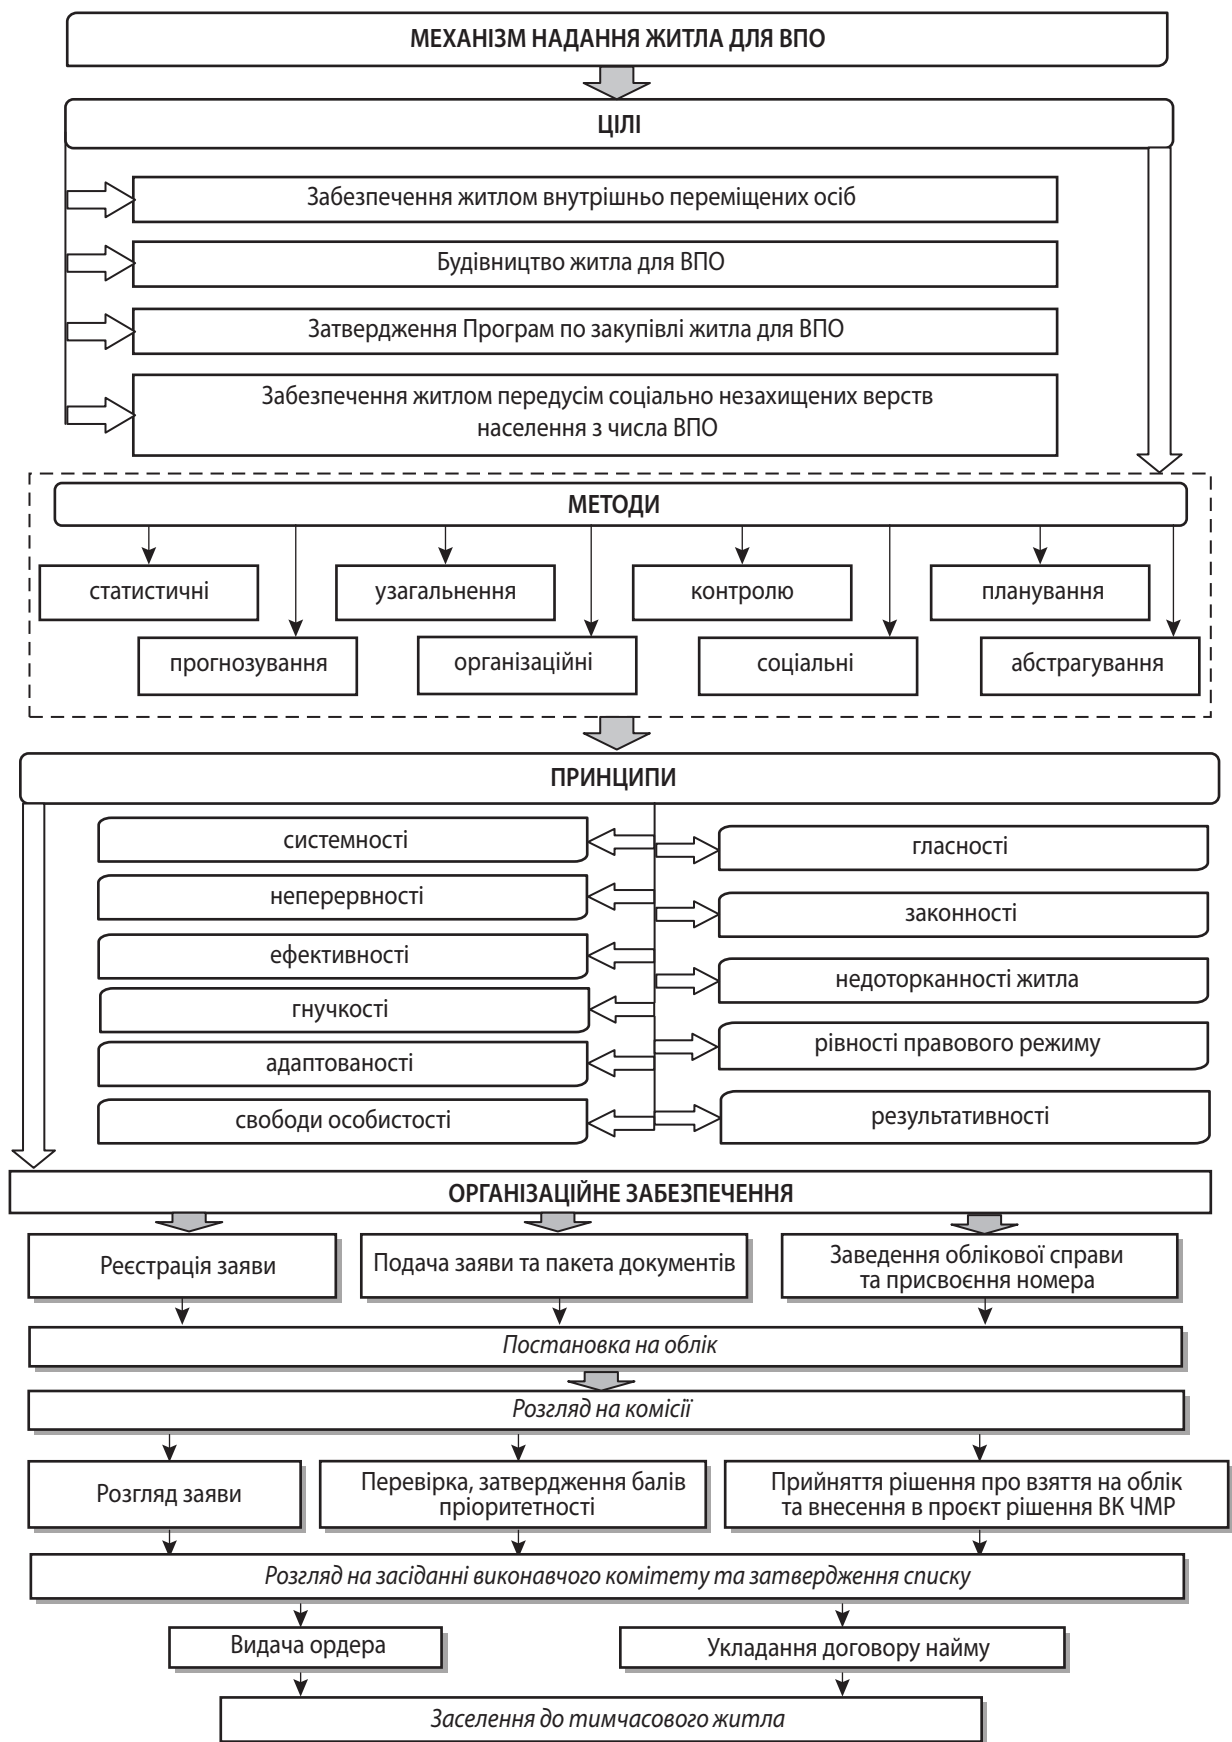 МЕХАНІЗМ НАДАННЯ ЖИТЛА ДЛЯ ВПО
ЦІЛІ
Забезпечення житлом внутрішньо переміщених осіб
Будівництво житла для ВПО
Затвердження Програм по закупівлі житла для ВПО
Забезпечення житлом передусім соціально незахищених верств
населення з числа ВПО
МЕТОДИ
статистичні
узагальнення
контролю
планування
прогнозування
організаційні
соціальні
абстрагування
ПРИНЦИПИ
системності
гласності
неперервності
законності
ефективності
недоторканності житла
гнучкості
рівності правового режиму
адаптованості
свободи особистості
результативності
ОРГАНІЗАЦІЙНЕ ЗАБЕЗПЕЧЕННЯ
Реєстрація заяви
Подача заяви та пакета документів
Заведення облікової справи
та присвоєння номера
Постановка на облік
Розгляд на комісії
Розгляд заяви
Перевірка, затвердження балів
пріоритетності
Прийняття рішення про взяття на облік
та внесення в проєкт рішення ВК ЧМР
Розгляд на засіданні виконавчого комітету та затвердження списку
Видача ордера
Укладання договору найму
Заселення до тимчасового житла